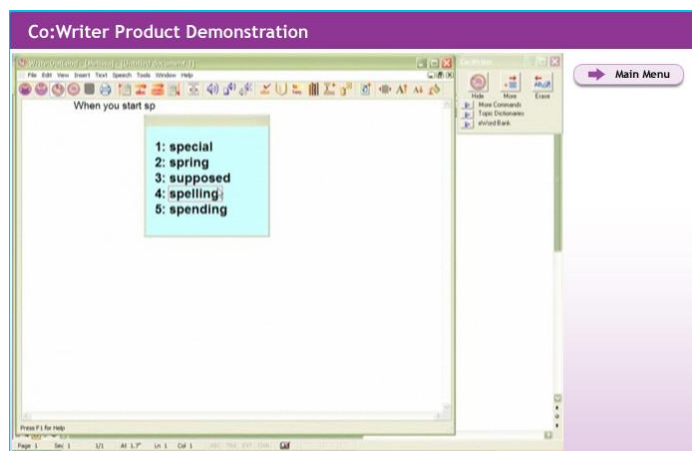 Co:Writer Product Demonstration
Main Menu
File Edit View Insert Text Speech Tools Window Help
Hide More Erase
More Commands
Topic Dictionaries
eWord Bank
When you start sp
1: special
2: spring
3: supposed
4: spelling
5: spending
Press F1 for Help
Page 1 Sec 1 1/1 At 1.7" Ln 1 Col 1